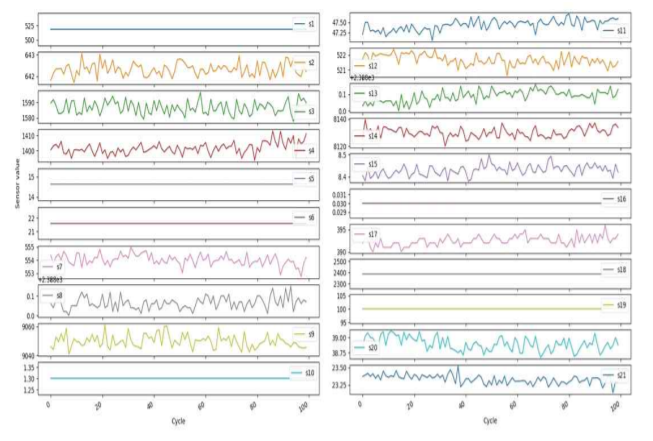 525
500
s1
643
642
s2
1590
1580
s3
1410
1400
s4
15
14
s5
22
21
s6
555
554
553
s7
+2.388e3
0.1
0.0
s8
9060
9040
s9
1.35
1.30
1.25
s10
0
20
40
60
80
100
Cycle
Sensor value
47.50
47.25
s11
522
521
s12
+2.388e3
0.1
0.0
s13
8140
8120
s14
8.5
8.4
s15
0.031
0.030
0.029
s16
395
390
s17
2500
2400
2300
s18
105
100
95
s19
39.00
38.75
s20
23.50
23.25
s21
0
20
40
60
80
100
Cycle